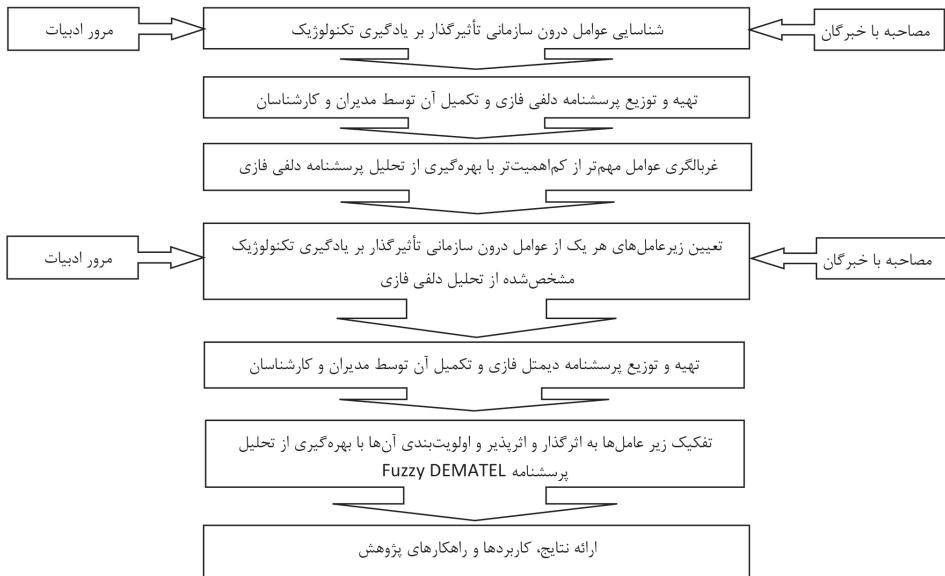 مرور ادبیات
شناسایی عوامل درون سازمانی تأثیرگذار بر یادگیری تکنولوژیک
مصاحبه با خبرگان
تهیه و توزیع پرسشنامه دلفی فازی و تکمیل آن توسط مدیران و کارشناسان
غربالگری عوامل مهم‌تر از کم‌اهمیت‌تر با بهره‌گیری از تحلیل پرسشنامه دلفی فازی
مرور ادبیات
تعیین زیرعامل‌های هر یک از عوامل درون سازمانی تأثیرگذار بر یادگیری تکنولوژیک
مشخص‌شده از تحلیل دلفی فازی
مصاحبه با خبرگان
تهیه و توزیع پرسشنامه دیمتل فازی و تکمیل آن توسط مدیران و کارشناسان
تفکیک زیر عامل‌ها به اثرگذار و اثرپذیر و اولویت‌بندی آن‌ها با بهره‌گیری از تحلیل
پرسشنامه Fuzzy DEMATEL
ارائه نتایج، کاربردها و راهکارهای پژوهش